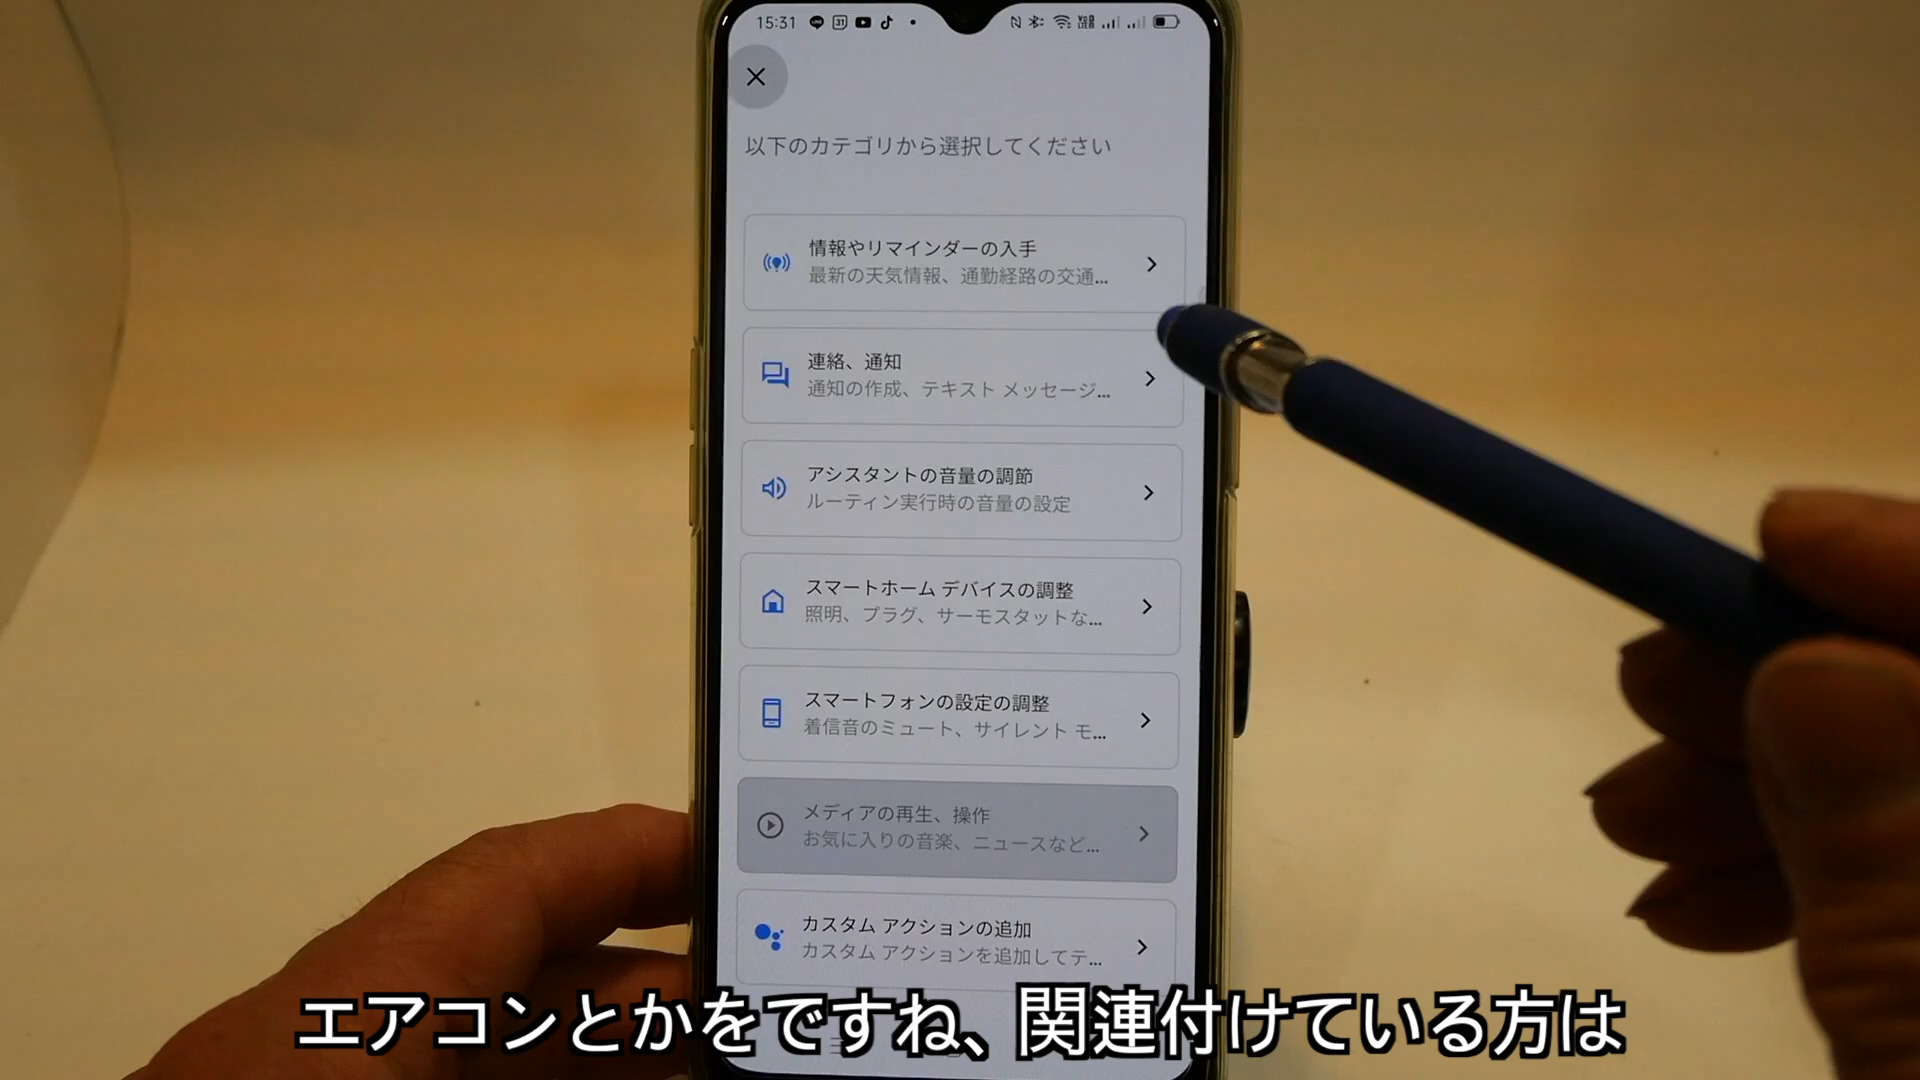 15:31
以下のカテゴリから選択してください
情報やリマインダーの入手
最新の天気情報、通勤経路の交通...
連絡、通知
通知の作成、テキスト メッセージ...
アシスタントの音量の調節
ルーティン実行時の音量の設定
スマートホーム デバイスの調整
照明、プラグ、サーモスタットな...
スマートフォンの設定の調整
着信音のミュート、サイレント モ...
メディアの再生、操作
お気に入りの音楽、ニュースなど...
カスタム アクションの追加
カスタム アクションを追加してテ...
エアコンとかをですね、関連付けている方は